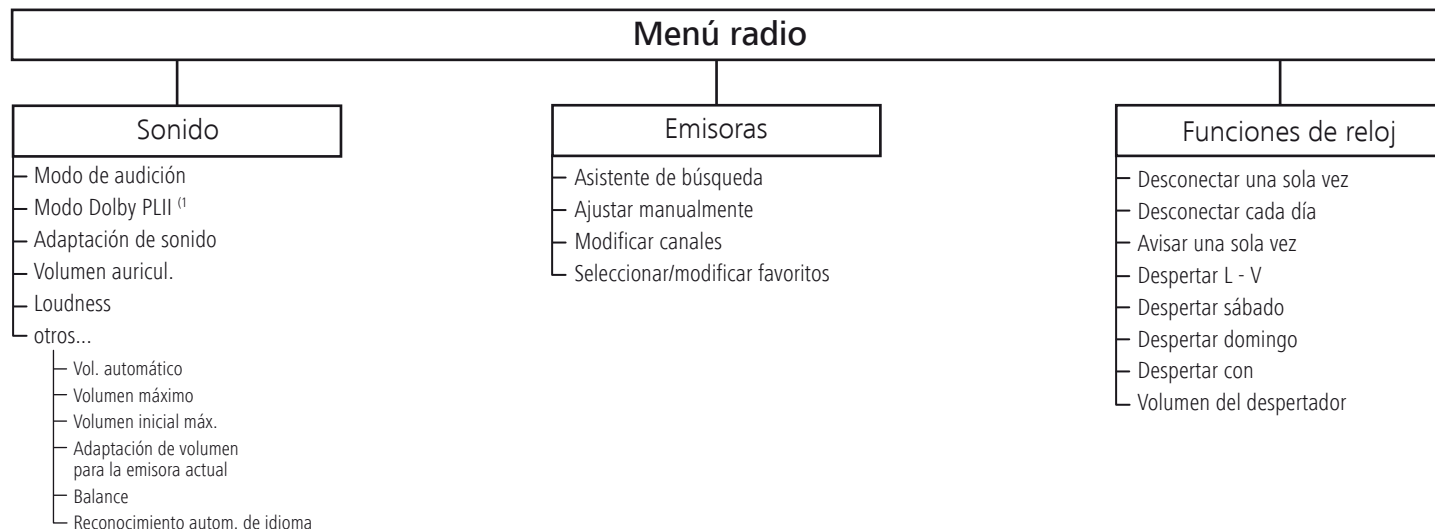 Menú radio
Sonido
Modo de audición
Modo Dolby PLII (1
Adaptación de sonido
Volumen auricul.
Loudness
otros...
Vol. automático
Volumen máximo
Volumen inicial máx.
Adaptación de volumen
para la emisora actual
Balance
Reconocimiento autom. de idioma
Emisoras
Asistente de búsqueda
Ajustar manualmente
Modificar canales
Seleccionar/modificar favoritos
Funciones de reloj
Desconectar una sola vez
Desconectar cada día
Avisar una sola vez
Despertar L - V
Despertar sábado
Despertar domingo
Despertar con
Volumen del despertador